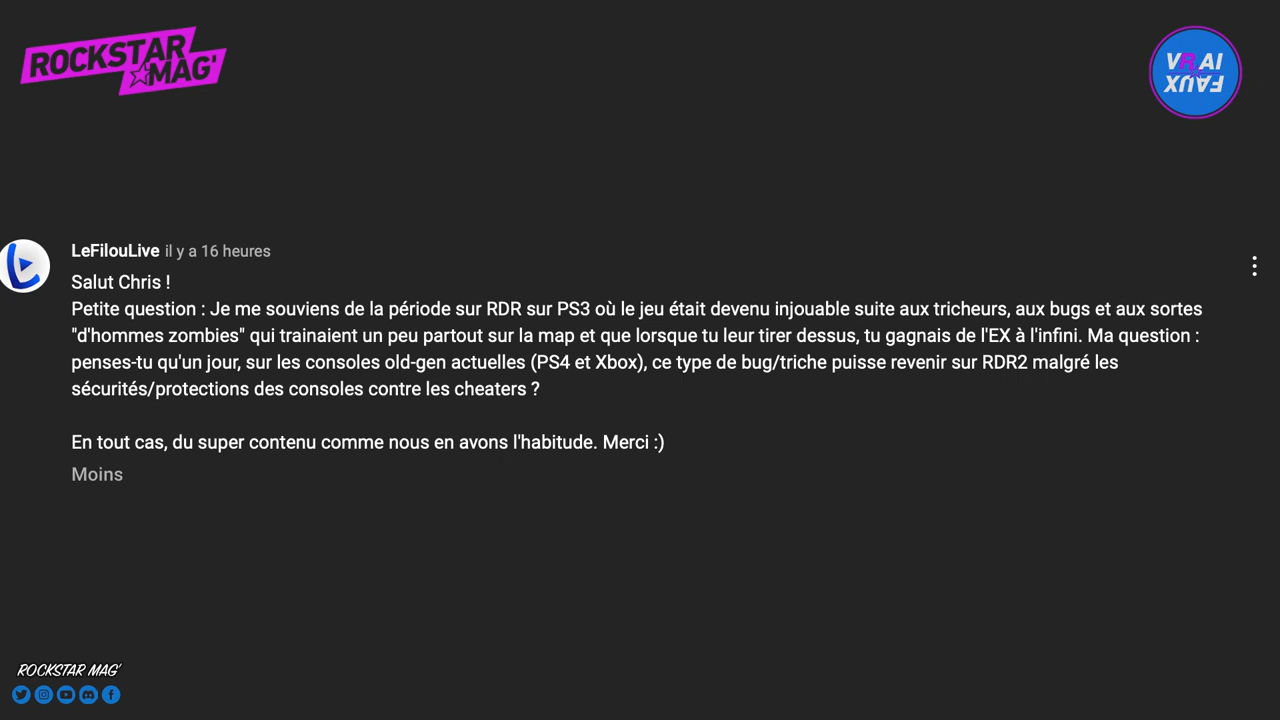 ROCKSTAR
MAG'
VRAI
FAUX
LeFilouLive il y a 16 heures
Salut Chris !
Petite question : Je me souviens de la période sur RDR sur PS3 où le jeu était devenu injouable suite aux tricheurs, aux bugs et aux sortes
"d'hommes zombies" qui trainaient un peu partout sur la map et que lorsque tu leur tirer dessus, tu gagnais de l'EX à l'infini. Ma question :
penses-tu qu'un jour, sur les consoles old-gen actuelles (PS4 et Xbox), ce type de bug/triche puisse revenir sur RDR2 malgré les
sécurités/protections des consoles contre les cheaters ?
En tout cas, du super contenu comme nous en avons l'habitude. Merci :)
Moins
ROCKSTAR MAG'